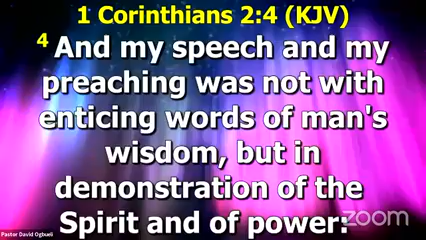 1 Corinthians 2:4 (KJV)
4 And my speech and my
preaching was not with
enticing words of man's
wisdom, but in
demonstration of the
Spirit and of power:
zoom
Pastor David Ogbueli